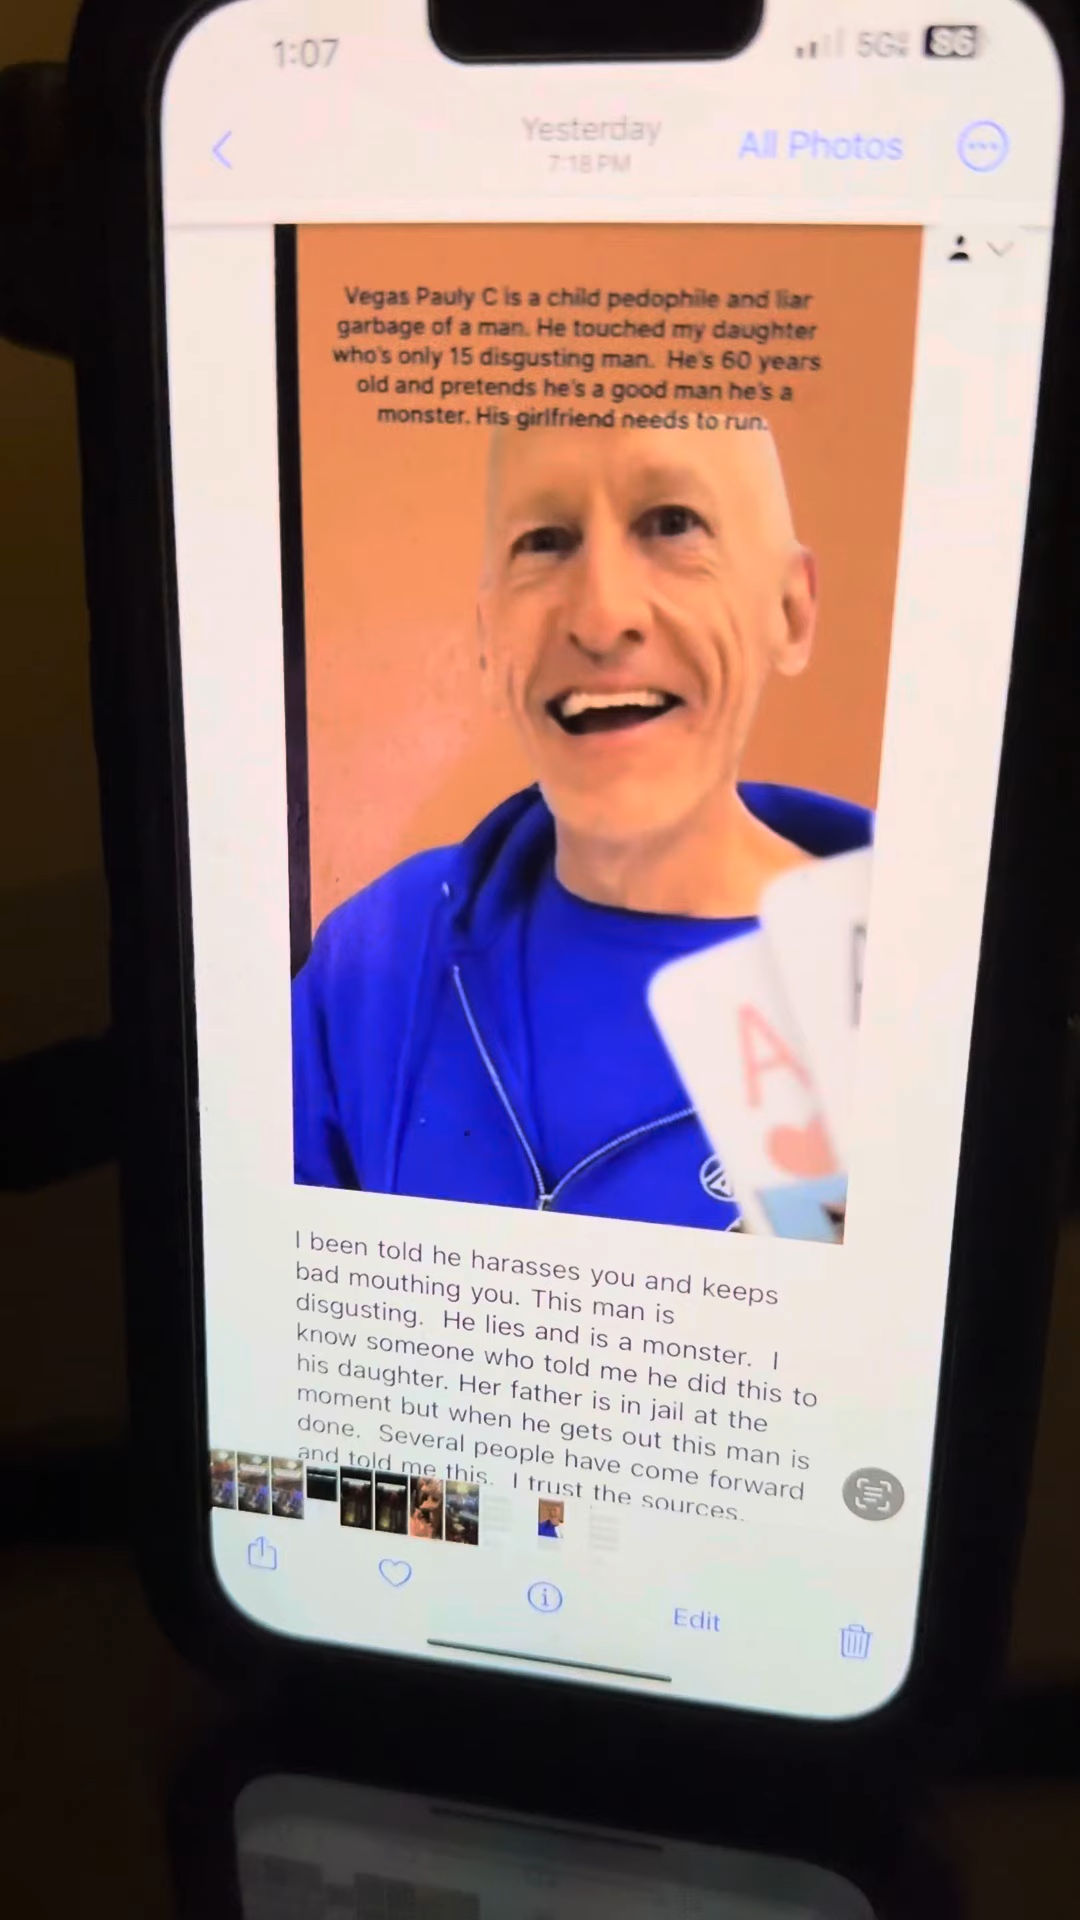 1:07
5G
86
Yesterday
7:18 PM
All Photos
Vegas Pauly C is a child pedophile and liar
garbage of a man. He touched my daughter
who's only 15 disgusting man. He's 60 years
old and pretends he's a good man he's a
monster. His girlfriend needs to run.
A
I been told he harasses you and keeps
bad mouthing you. This man is
disgusting. He lies and is a monster. I
know someone who told me he did this to
his daughter. Her father is in jail at the
moment but when he gets out this man is
done. Several people have come forward
and told me this. I trust the sources.
Edit